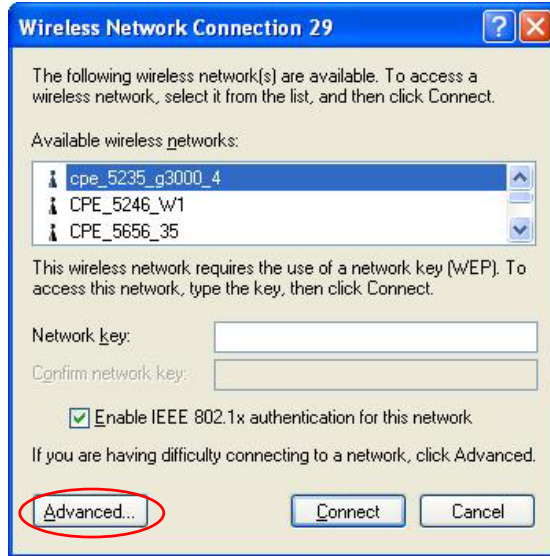 Wireless Network Connection 29
The following wireless network(s) are available. To access a
wireless network, select it from the list, and then click Connect.
Available wireless networks:
cpe_5235_g3000_4
CPE_5246_W1
CPE_5656_35
This wireless network requires the use of a network key (WEP). To
access this network, type the key, then click Connect.
Network key:
Confirm network key:
Enable IEEE 802.1x authentication for this network
If you are having difficulty connecting to a network, click Advanced.
Advanced... Connect Cancel